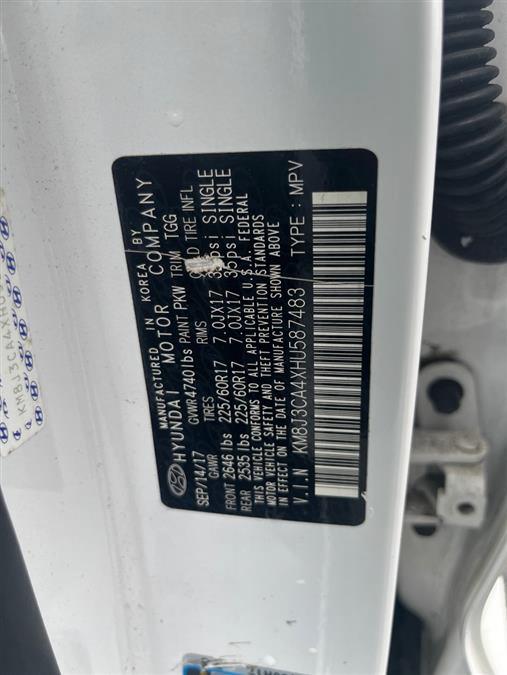 MANUFACTURED IN KOREA BY
HYUNDAI MOTOR COMPANY
SEP/14/17 GVWR 4740 lbs PAINT PKW TRIM TGG
GAWR TIRES RIMS COLD TIRE INFL
FRONT 2646 lbs 225/60R17 7.0JX17 35psi SINGLE
REAR 2535 lbs 225/60R17 7.0JX17 35psi SINGLE
THIS VEHICLE CONFORMS TO ALL APPLICABLE U.S.A. FEDERAL
MOTOR VEHICLE SAFETY AND THEFT PREVENTION STANDARDS
IN EFFECT ON THE DATE OF MANUFACTURE SHOWN ABOVE
V.I.N KM8J3CA4XHU587483 TYPE : MPV
KM8J3CA4XHU